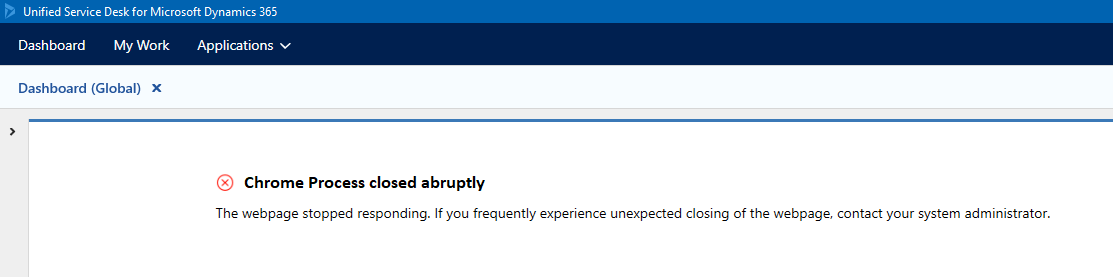 Unified Service Desk for Microsoft Dynamics 365
Dashboard My Work Applications
Dashboard (Global)
Chrome Process closed abruptly
The webpage stopped responding. If you frequently experience unexpected closing of the webpage, contact your system administrator.